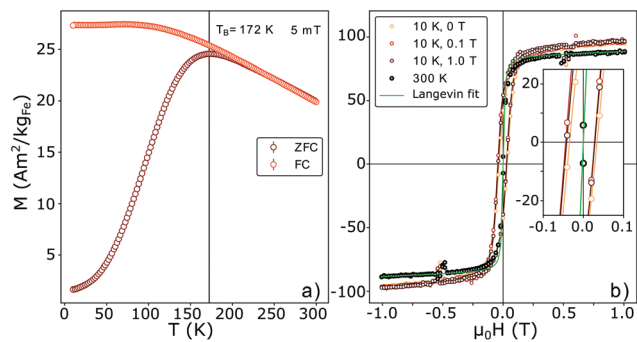 T_B = 172 K 5 mT
ZFC
FC
25
20
15
10
5
M (Am²/kg_Fe)
0 50 100 150 200 250 300
T (K)
a)
10 K, 0 T
10 K, 0.1 T
10 K, 1.0 T
300 K
Langevin fit
100
50
0
-50
-100
20
0
-20
-0.1 0.0 0.1
-1.0 -0.5 0.0 0.5 1.0
μ₀H (T)
b)